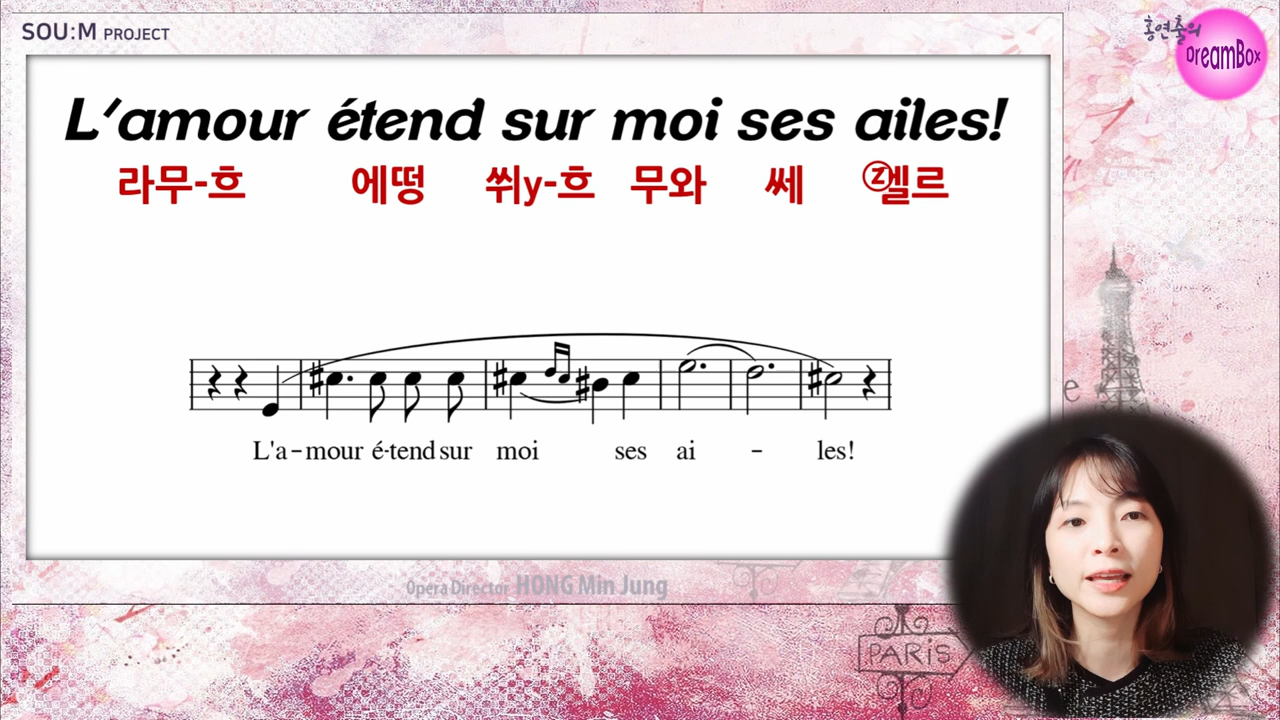 SOU:M PROJECT
홍연출의
DreamBox
L'amour étend sur moi ses ailes!
라무-흐 에떵 쒸y-흐 무와 쎄 ⓩ엘르
L'a-mour é-tend sur moi ses ai - les!
e
Opera Director HONG Min Jung
PARIS